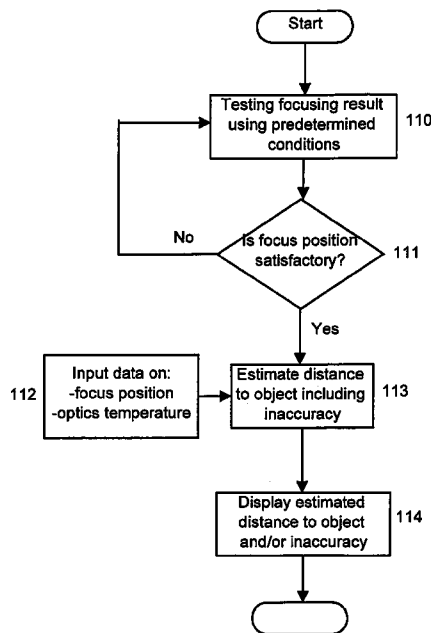 Start
Testing focusing result
using predetermined
conditions
110
No
Is focus position
satisfactory?
111
Yes
112
Input data on:
-focus position
-optics temperature
Estimate distance
to object including
inaccuracy
113
Display estimated
distance to object
and/or inaccuracy
114